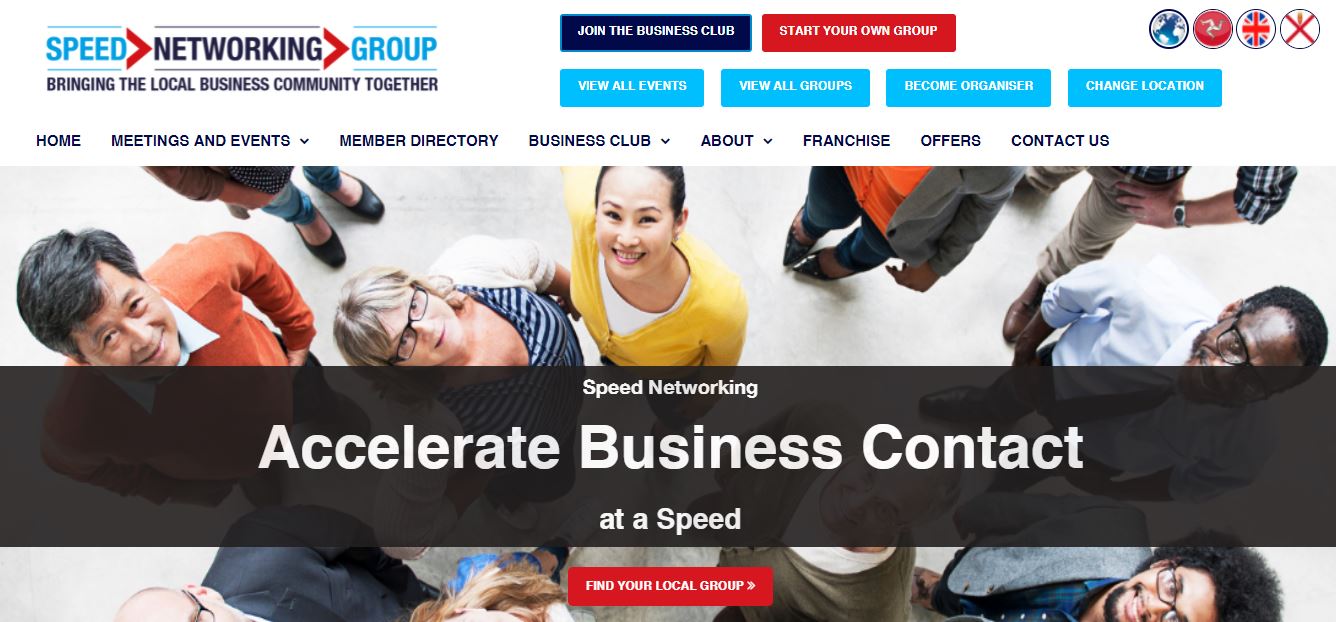 SPEED NETWORKING GROUP
BRINGING THE LOCAL BUSINESS COMMUNITY TOGETHER
JOIN THE BUSINESS CLUB
START YOUR OWN GROUP
VIEW ALL EVENTS
VIEW ALL GROUPS
BECOME ORGANISER
CHANGE LOCATION
HOME MEETINGS AND EVENTS MEMBER DIRECTORY BUSINESS CLUB ABOUT FRANCHISE OFFERS CONTACT US
Speed Networking
Accelerate Business Contact
at a Speed
FIND YOUR LOCAL GROUP »